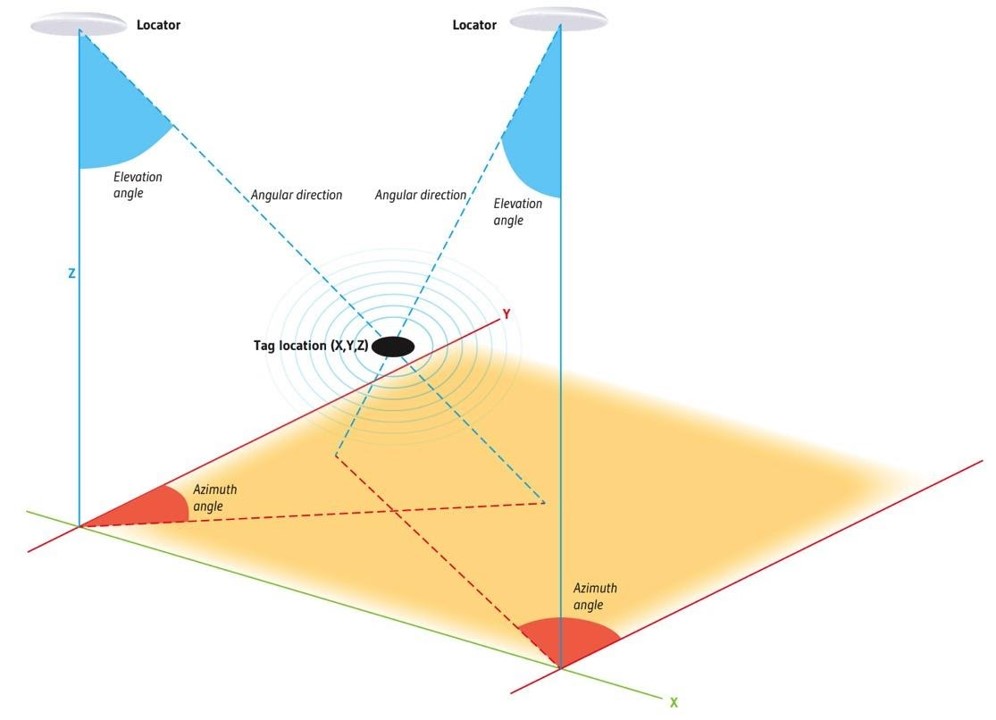 Locator
Locator
Elevation
angle
Angular direction
Angular direction
Elevation
angle
Z
Y
Tag location (X,Y,Z)
Azimuth
angle
Azimuth
angle
X